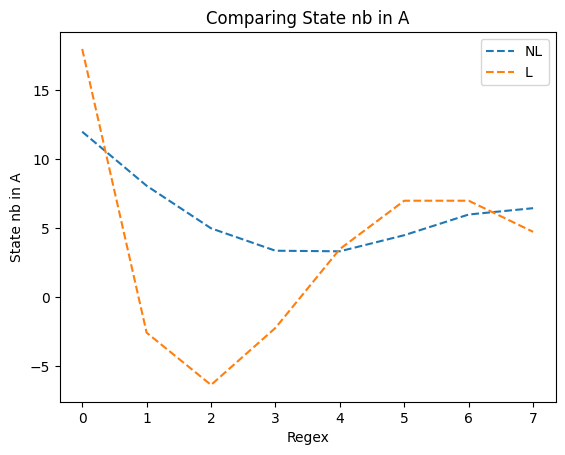 Comparing State nb in A
NL
L
State nb in A
15
10
5
0
−5
0 1 2 3 4 5 6 7
Regex